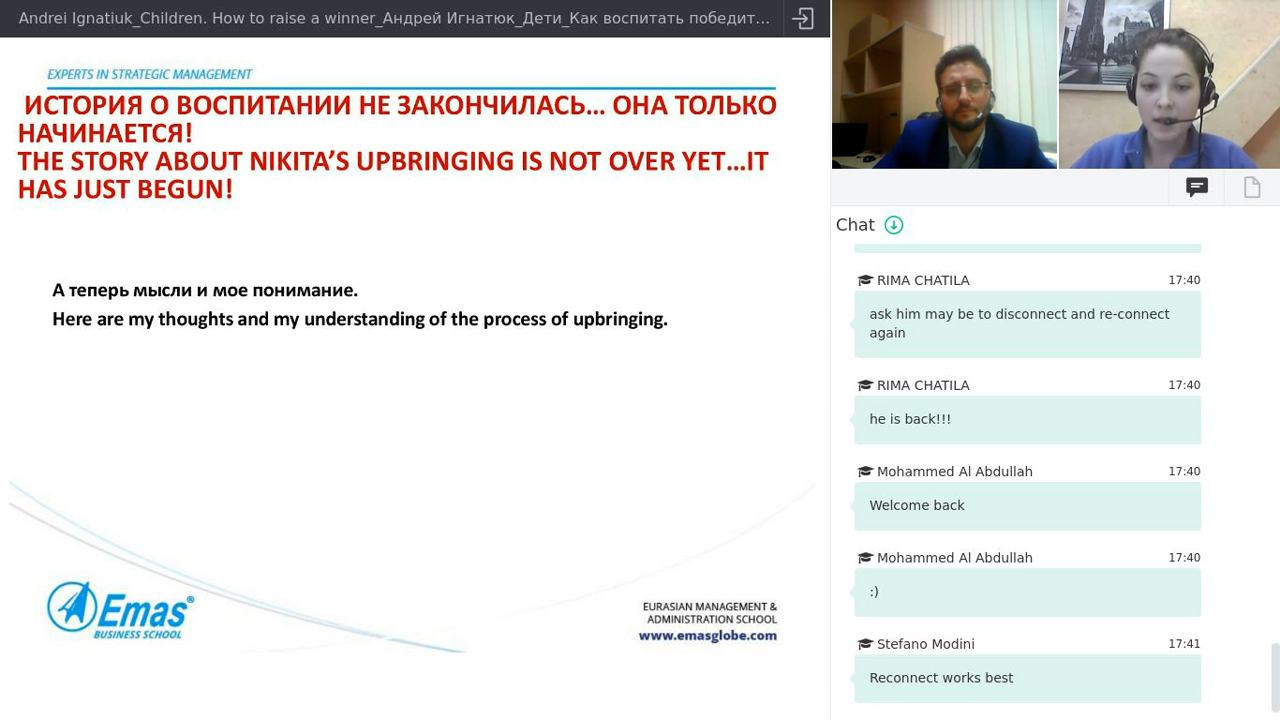 Andrei Ignatiuk_Children. How to raise a winner_Андрей Игнатюк_Дети_Как воспитать победит...
EXPERTS IN STRATEGIC MANAGEMENT
ИСТОРИЯ О ВОСПИТАНИИ НЕ ЗАКОНЧИЛАСЬ... ОНА ТОЛЬКО
НАЧИНАЕТСЯ!
THE STORY ABOUT NIKITA'S UPBRINGING IS NOT OVER YET...IT
HAS JUST BEGUN!
А теперь мысли и мое понимание.
Here are my thoughts and my understanding of the process of upbringing.
Emas®
BUSINESS SCHOOL
EURASIAN MANAGEMENT &
ADMINISTRATION SCHOOL
www.emasglobe.com
Chat
RIMA CHATILA 17:40
ask him may be to disconnect and re-connect
again
RIMA CHATILA 17:40
he is back!!!
Mohammed Al Abdullah 17:40
Welcome back
Mohammed Al Abdullah 17:40
:)
Stefano Modini 17:41
Reconnect works best